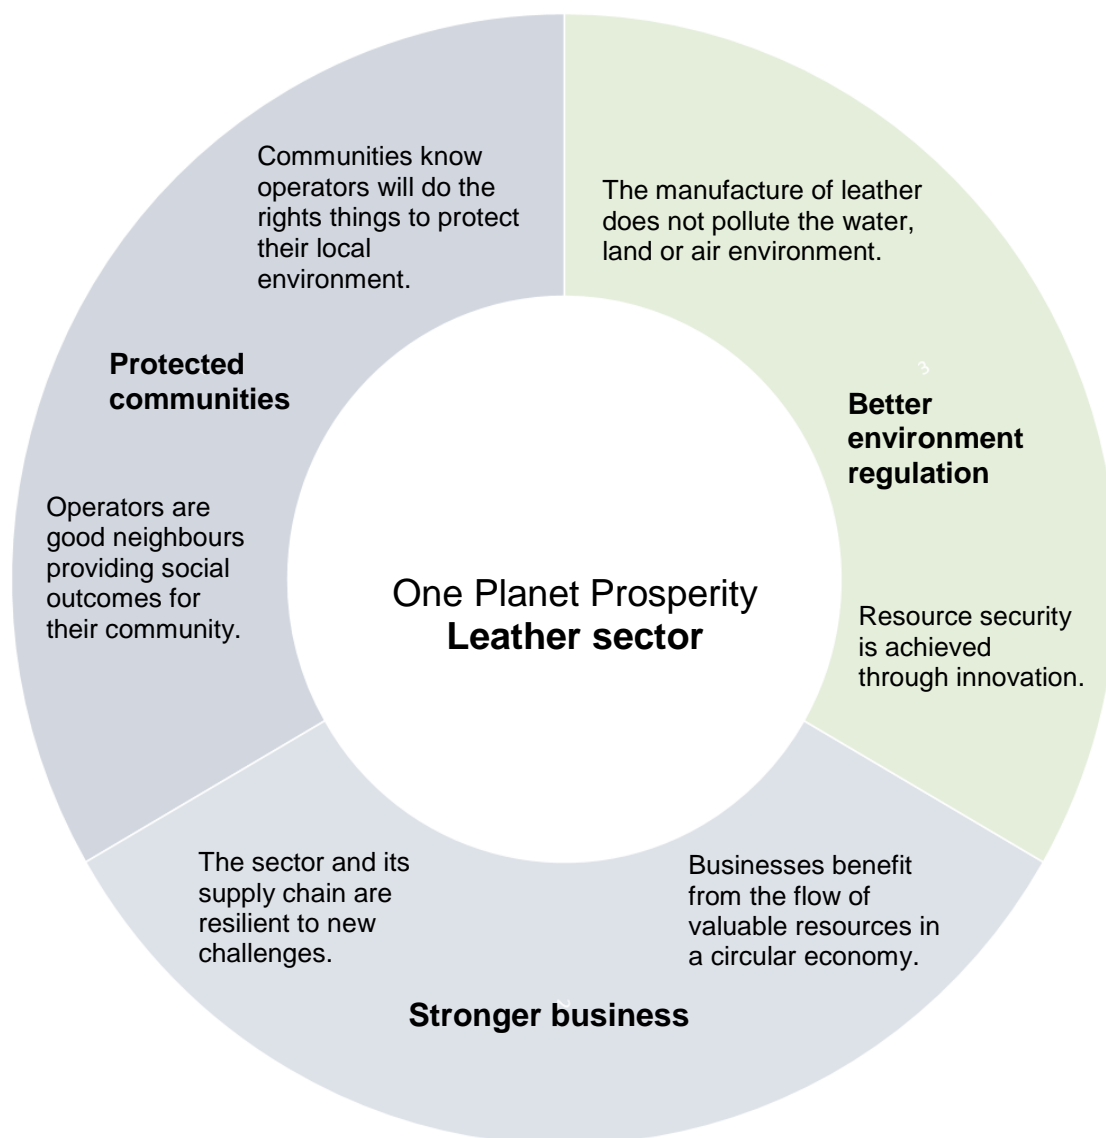 Communities know
operators will do the
rights things to protect
their local
environment.
Protected
communities
Operators are
good neighbours
providing social
outcomes for
their community.
The manufacture of leather
does not pollute the water,
land or air environment.
3
Better
environment
regulation
Resource security
is achieved
through innovation.
One Planet Prosperity
Leather sector
The sector and its
supply chain are
resilient to new
challenges.
Businesses benefit
from the flow of
valuable resources in
a circular economy.
2
Stronger business